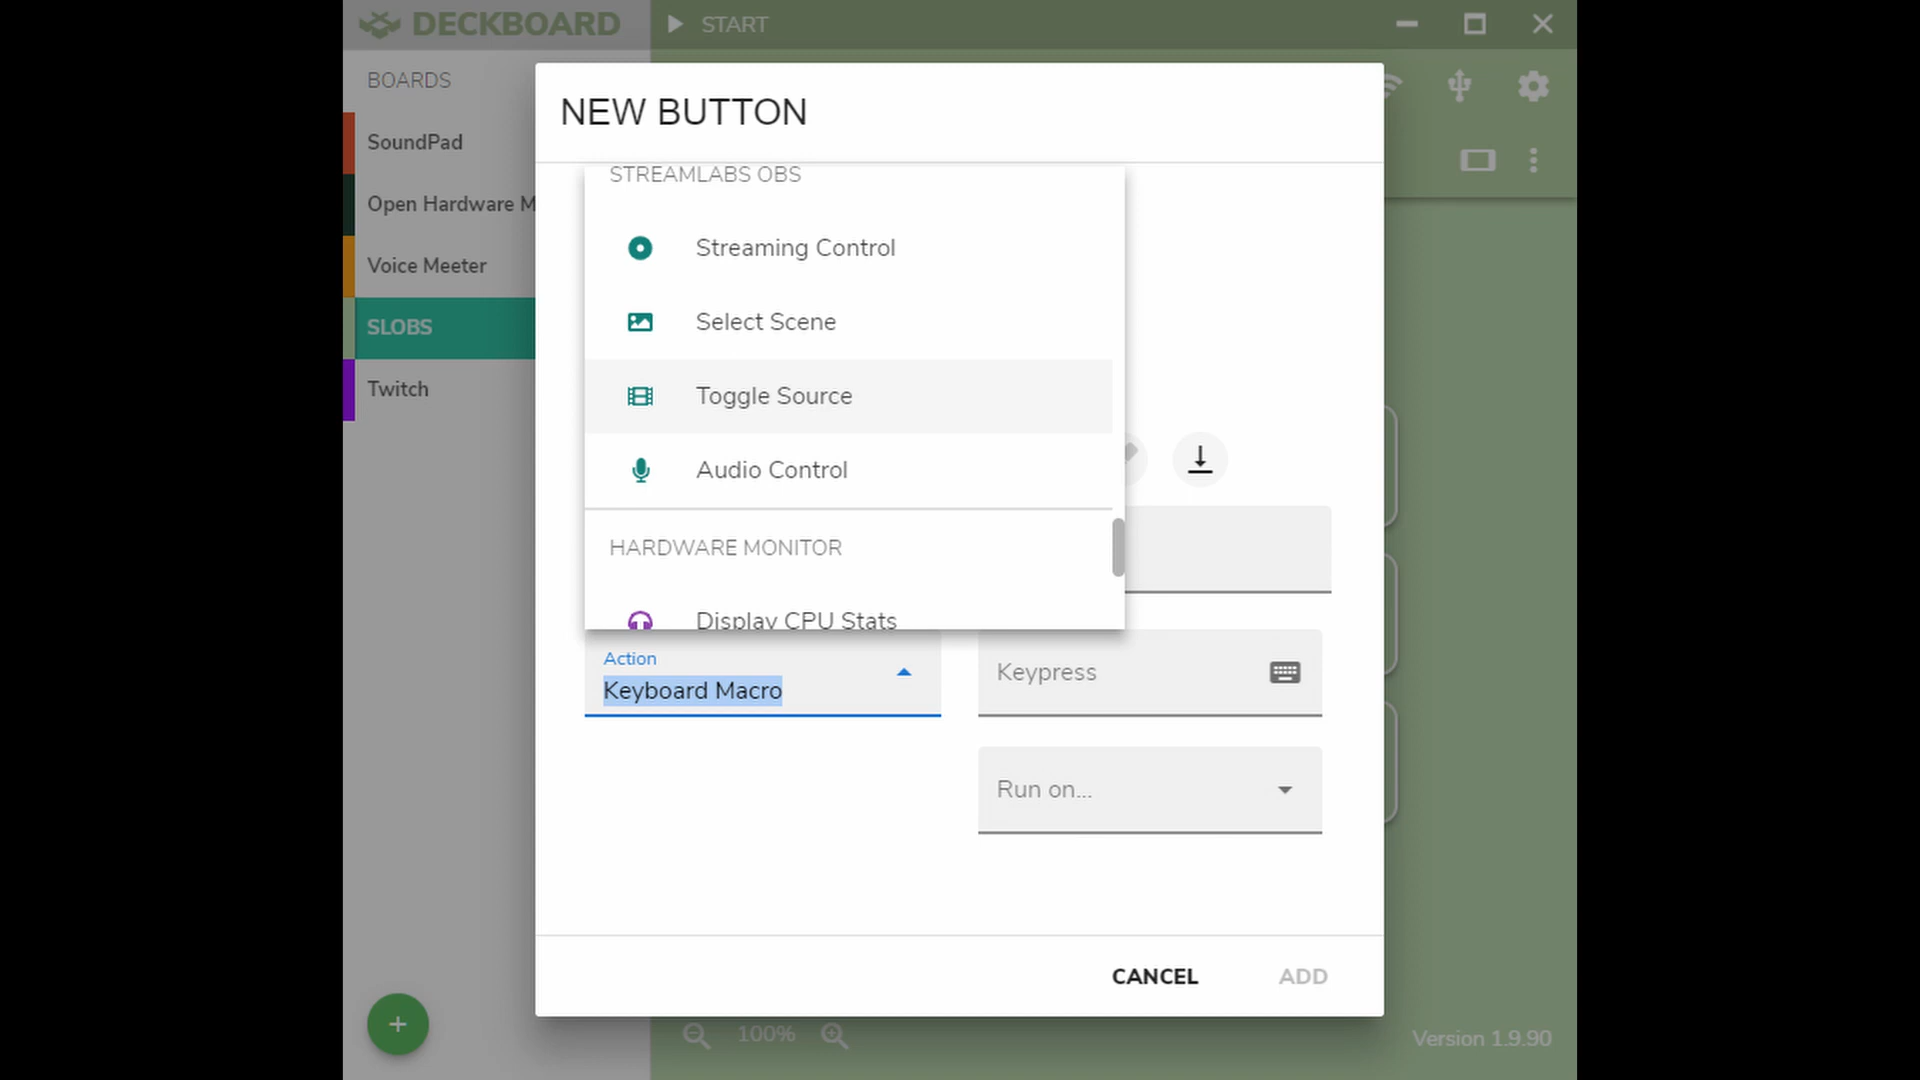 DECKBOARD
START
BOARDS
SoundPad
Open Hardware M
Voice Meeter
SLOBS
Twitch
NEW BUTTON
STREAMLABS OBS
Streaming Control
Select Scene
Toggle Source
Audio Control
HARDWARE MONITOR
Display CPU Stats
Action
Keyboard Macro
Keypress
Run on...
CANCEL
ADD
100%
Version 1.9.90